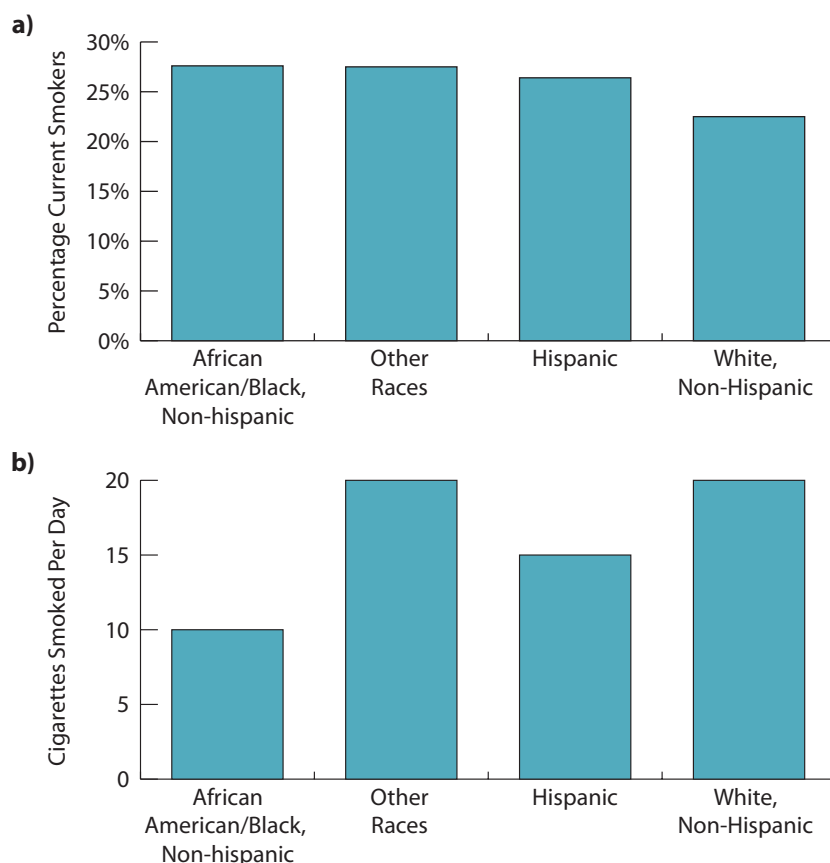 a)
Percentage Current Smokers
30%
25%
20%
15%
10%
5%
0%
African
American/Black,
Non-hispanic
Other
Races
Hispanic
White,
Non-Hispanic
b)
Cigarettes Smoked Per Day
20
15
10
5
0
African
American/Black,
Non-hispanic
Other
Races
Hispanic
White,
Non-Hispanic